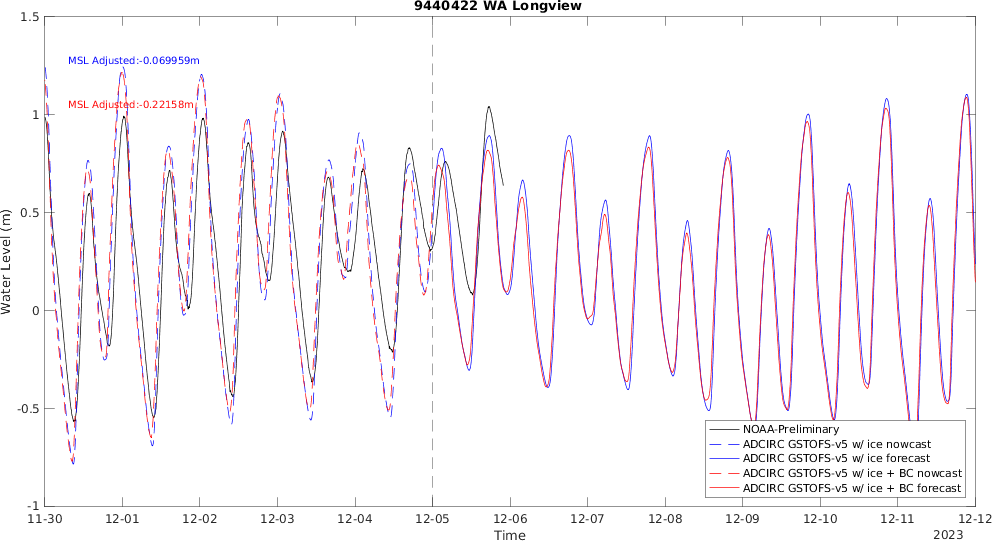 9440422 WA Longview
MSL Adjusted:-0.069959m
MSL Adjusted:-0.22158m
Water Level (m)
1.5
1
0.5
0
-0.5
-1
NOAA-Preliminary
ADCIRC GSTOFS-v5 w/ ice nowcast
ADCIRC GSTOFS-v5 w/ ice forecast
ADCIRC GSTOFS-v5 w/ ice + BC nowcast
ADCIRC GSTOFS-v5 w/ ice + BC forecast
11-30 12-01 12-02 12-03 12-04 12-05 12-06 12-07 12-08 12-09 12-10 12-11 12-12
Time
2023